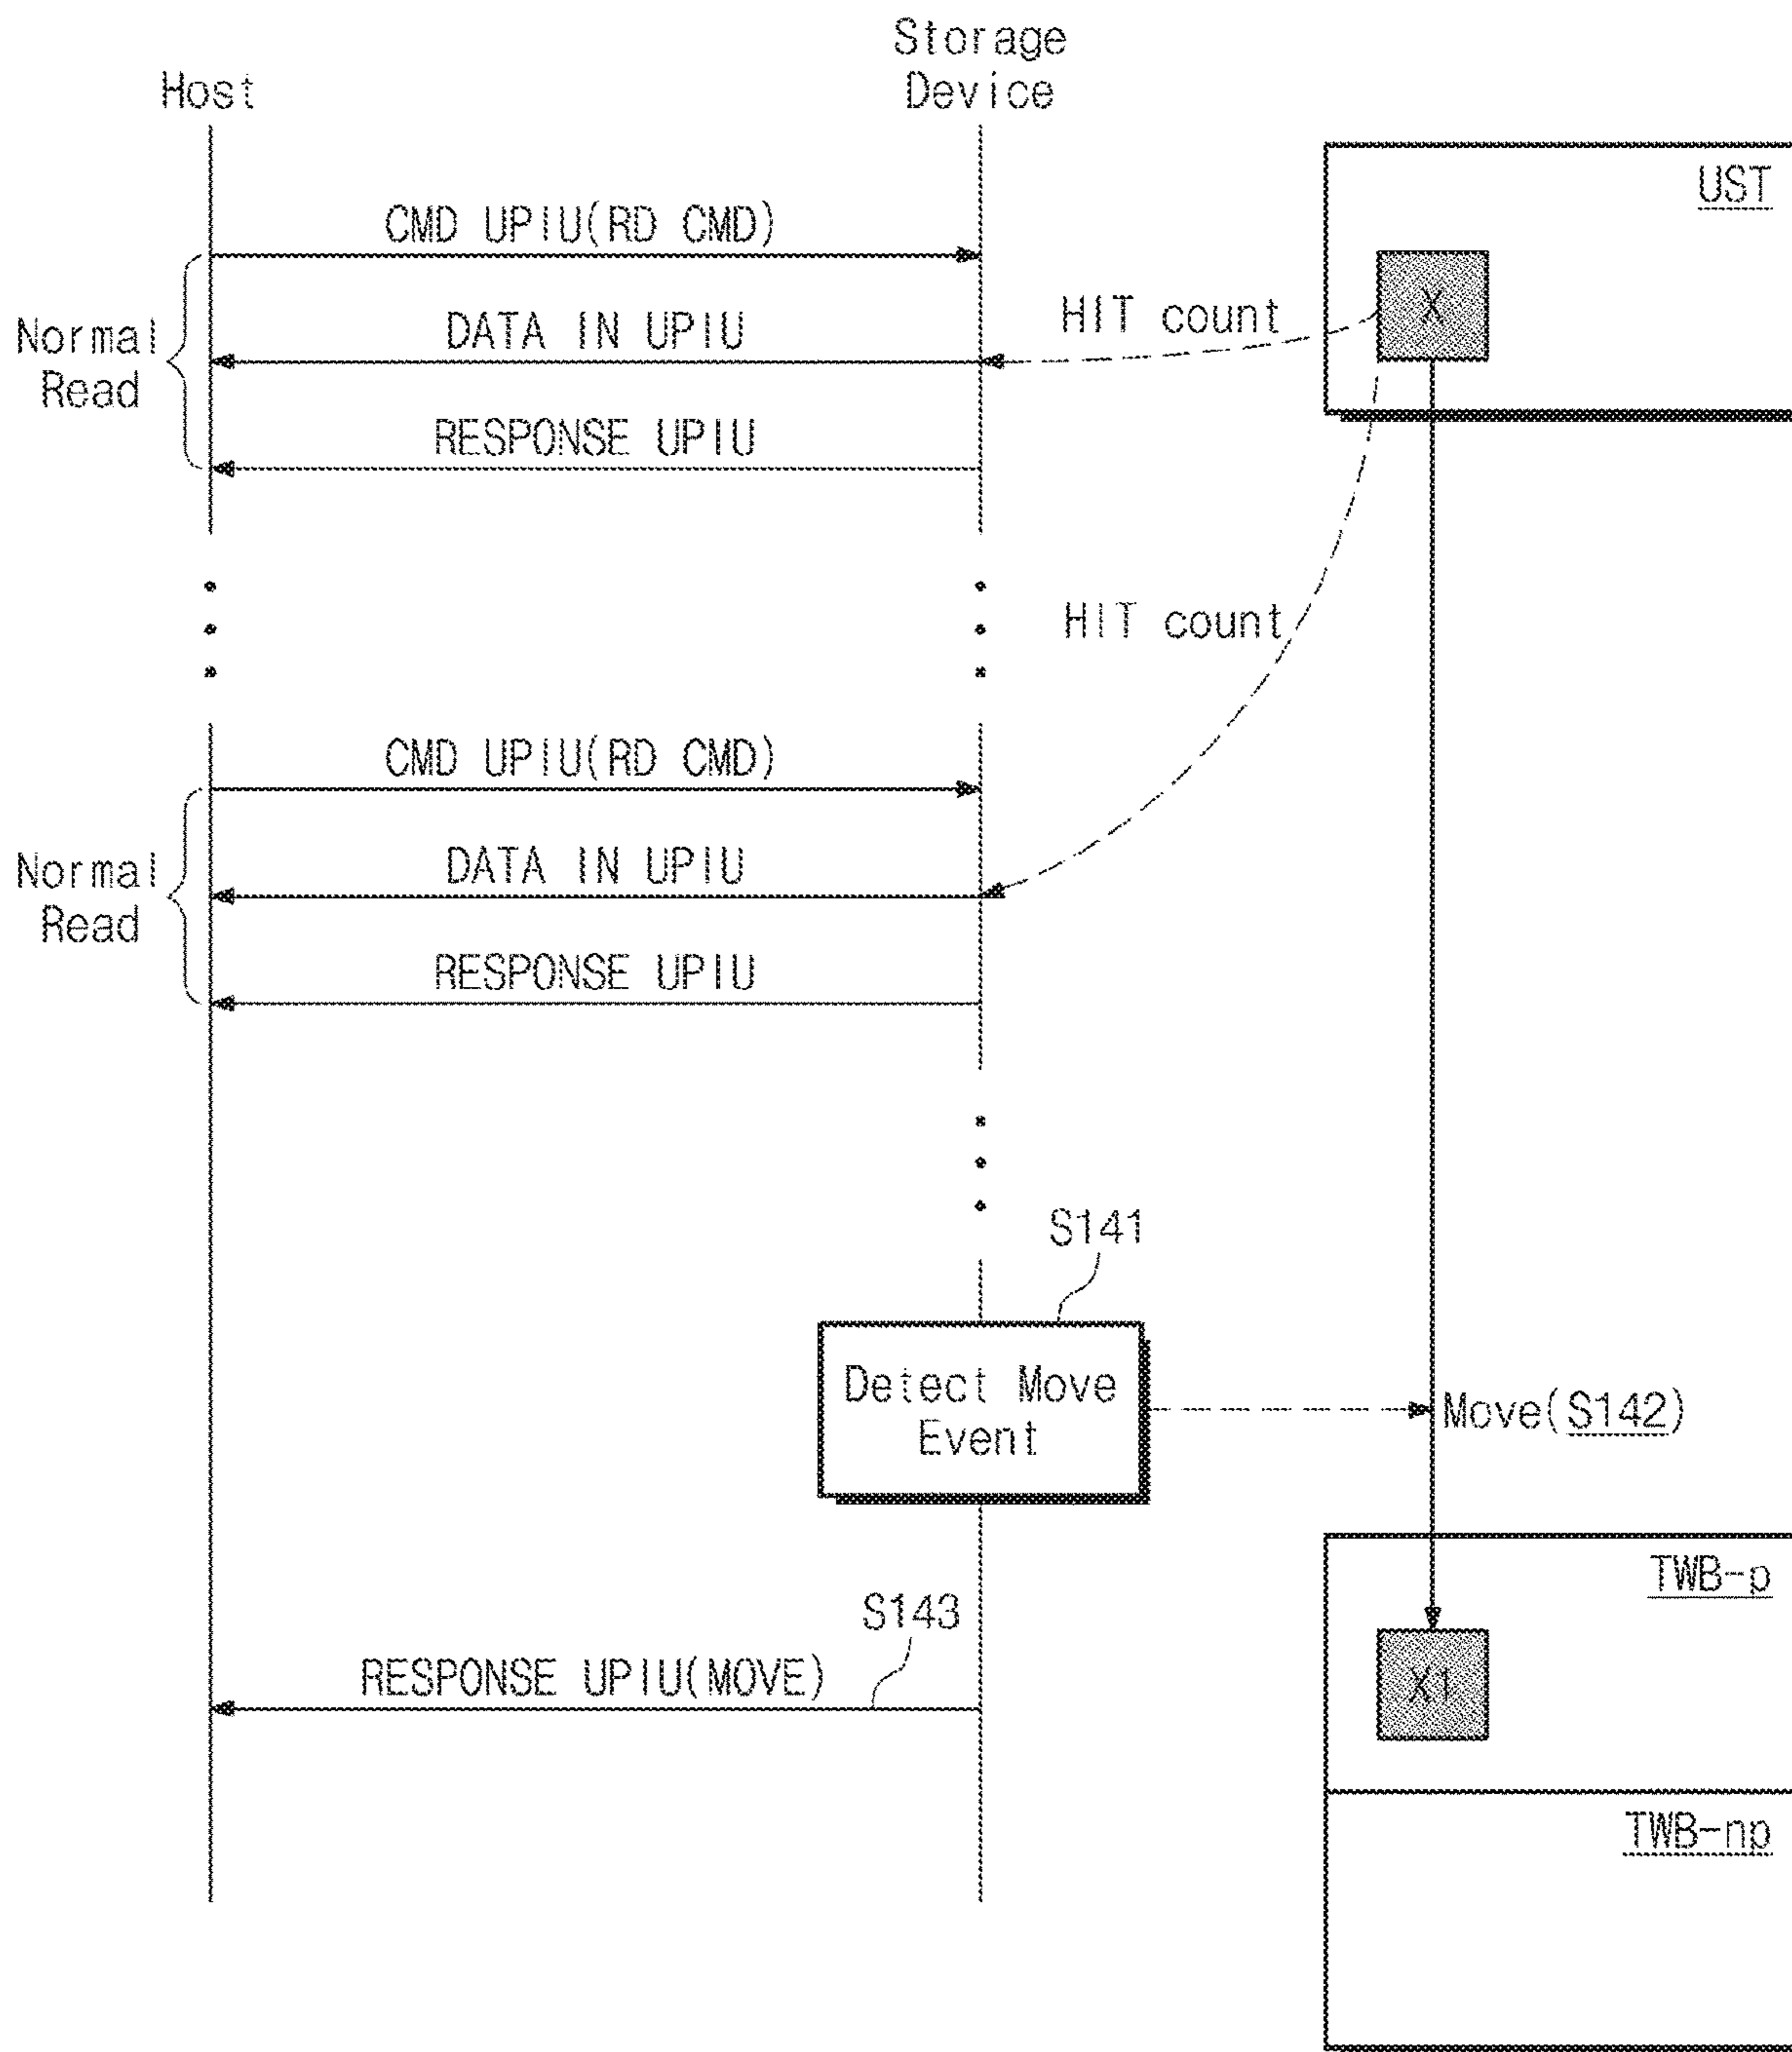 Host
Storage
Device
UST
CMD UPIU(RD CMD)
X
HIT count
DATA IN UPIU
Normal
Read
RESPONSE UPIU
HIT count
CMD UPIU(RD CMD)
DATA IN UPIU
Normal
Read
RESPONSE UPIU
S141
Detect Move
Event
Move(S142)
TWB-p
S143
RESPONSE UPIU(MOVE)
X1
TWB-np